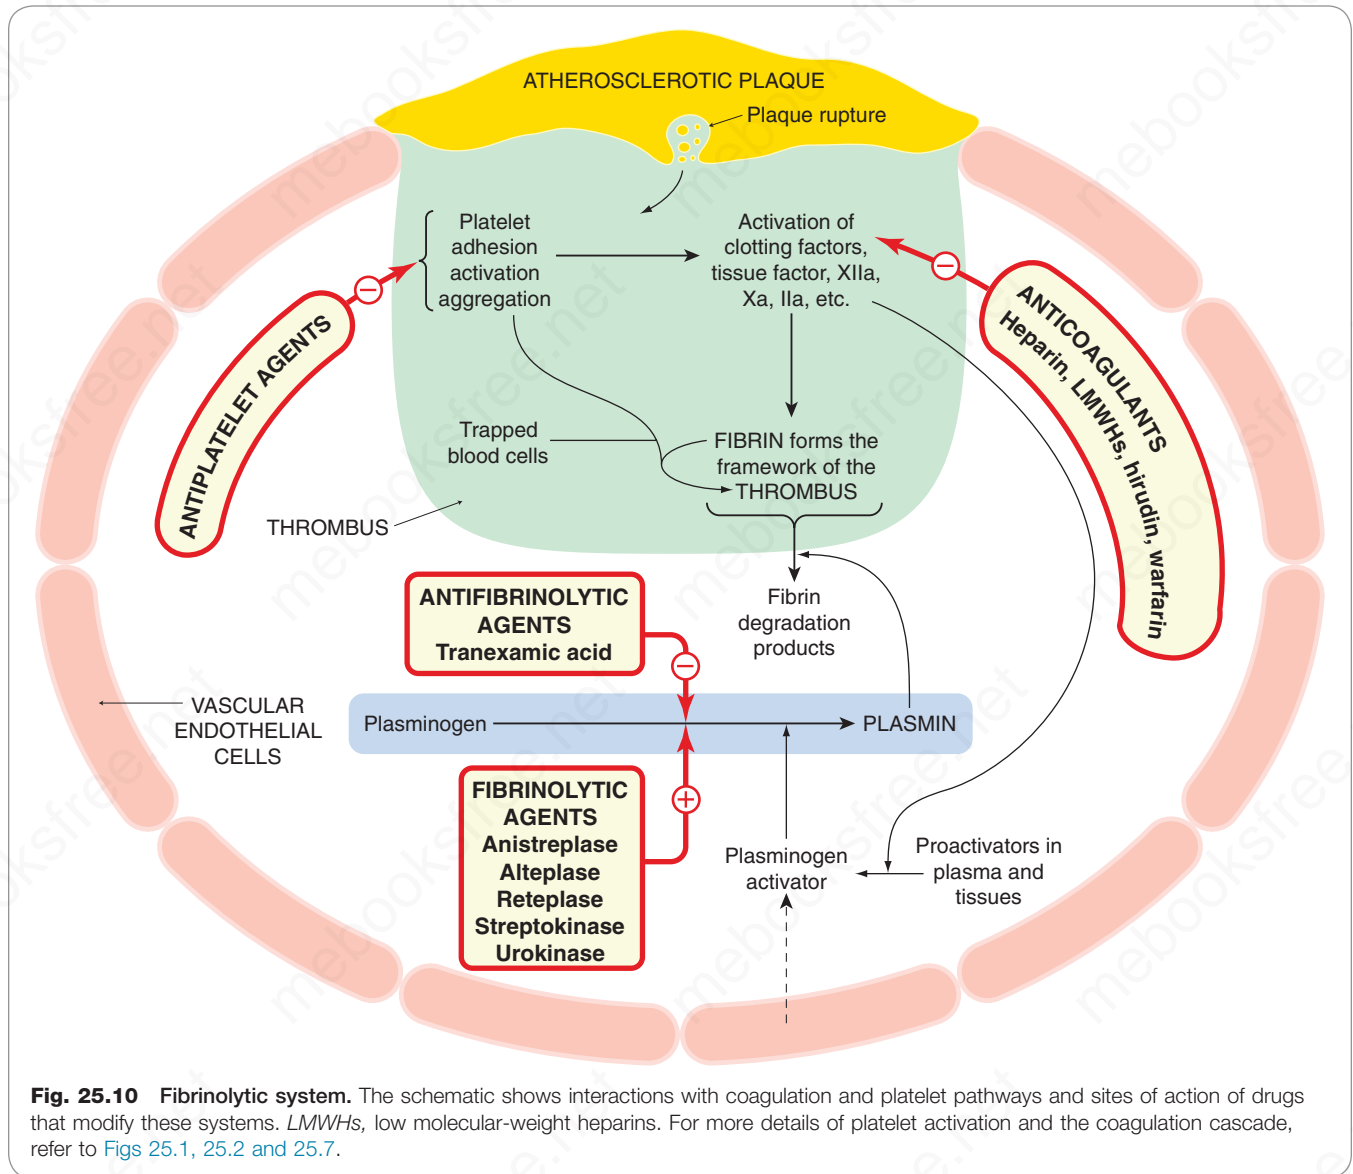 ATHEROSCLEROTIC PLAQUE
Plaque rupture
Platelet
adhesion
activation
aggregation
Activation of
clotting factors,
tissue factor, XIIa,
Xa, IIa, etc.
ANTIPLATELET AGENTS
ANTICOAGULANTS
Heparin, LMWHs, hirudin, warfarin
Trapped
blood cells
FIBRIN forms the
framework of the
THROMBUS
THROMBUS
Fibrin
degradation
products
ANTIFIBRINOLYTIC
AGENTS
Tranexamic acid
VASCULAR
ENDOTHELIAL
CELLS
Plasminogen
PLASMIN
FIBRINOLYTIC
AGENTS
Anistreplase
Alteplase
Reteplase
Streptokinase
Urokinase
Plasminogen
activator
Proactivators in
plasma and
tissues
Fig. 25.10 Fibrinolytic system. The schematic shows interactions with coagulation and platelet pathways and sites of action of drugs
that modify these systems. LMWHs, low molecular-weight heparins. For more details of platelet activation and the coagulation cascade,
refer to Figs 25.1, 25.2 and 25.7.
mebooksfree.net